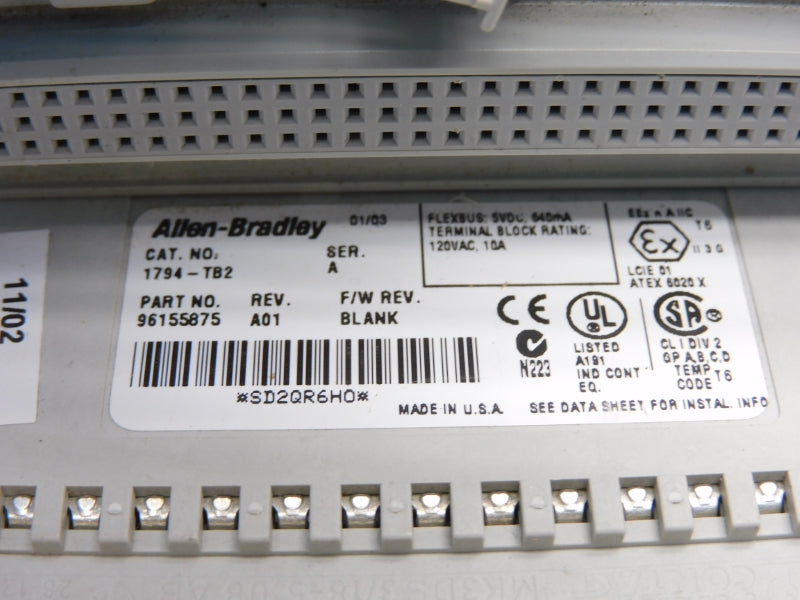 Allen-Bradley 01/03
CAT. NO. SER.
1794-TB2 A
PART NO. REV. F/W REV.
96155875 A01 BLANK
*SD2QR6H0*
MADE IN U.S.A. SEE DATA SHEET FOR INSTAL. INFO
FLEXBUS: 5VDC, 640mA
TERMINAL BLOCK RATING:
120VAC, 10A
EEx n A IIC
T6
Ex
II 3 G
LCIE 01
ATEX 6020 X
CE
N223
UL
LISTED
A191
IND CONT
EQ.
SA
CL I DIV 2
GP A,B,C,D
TEMP
CODE T6
11/02